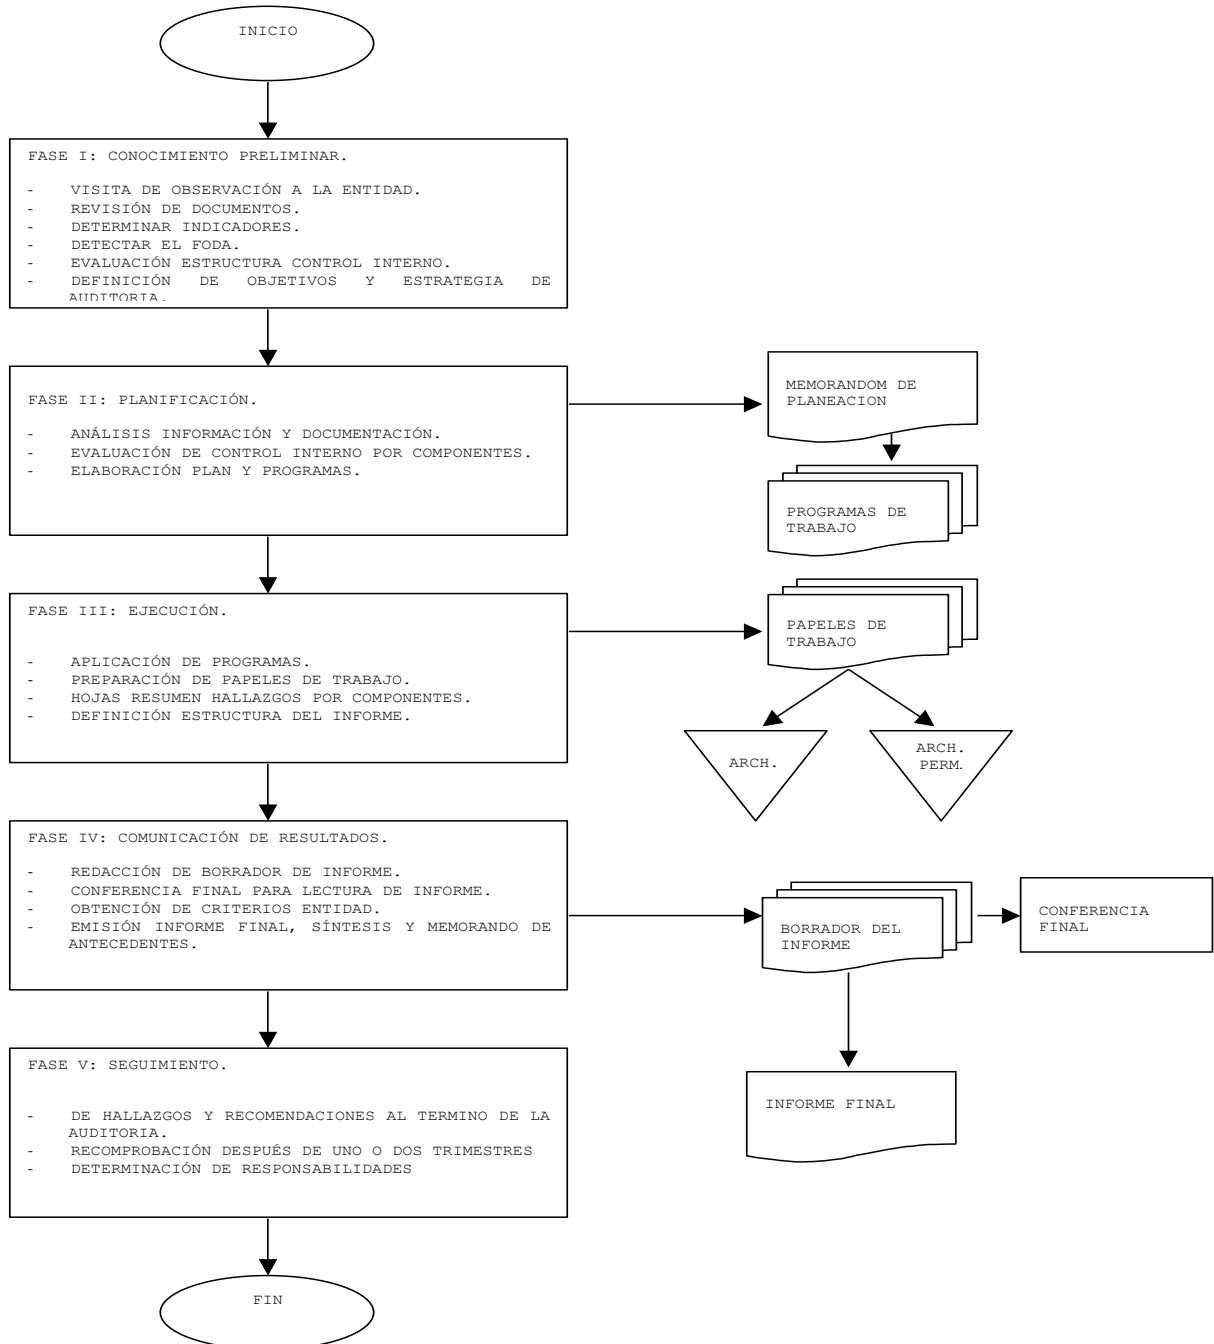 INICIO
FASE I: CONOCIMIENTO PRELIMINAR.
- VISITA DE OBSERVACIÓN A LA ENTIDAD.
- REVISIÓN DE DOCUMENTOS.
- DETERMINAR INDICADORES.
- DETECTAR EL FODA.
- EVALUACIÓN ESTRUCTURA CONTROL INTERNO.
- DEFINICIÓN DE OBJETIVOS Y ESTRATEGIA DE
AUDITORIA.
FASE II: PLANIFICACIÓN.
- ANÁLISIS INFORMACIÓN Y DOCUMENTACIÓN.
- EVALUACIÓN DE CONTROL INTERNO POR COMPONENTES.
- ELABORACIÓN PLAN Y PROGRAMAS.
MEMORANDOM DE
PLANEACION
PROGRAMAS DE
TRABAJO
FASE III: EJECUCIÓN.
- APLICACIÓN DE PROGRAMAS.
- PREPARACIÓN DE PAPELES DE TRABAJO.
- HOJAS RESUMEN HALLAZGOS POR COMPONENTES.
- DEFINICIÓN ESTRUCTURA DEL INFORME.
PAPELES DE
TRABAJO
ARCH.
ARCH.
PERM.
FASE IV: COMUNICACIÓN DE RESULTADOS.
- REDACCIÓN DE BORRADOR DE INFORME.
- CONFERENCIA FINAL PARA LECTURA DE INFORME.
- OBTENCIÓN DE CRITERIOS ENTIDAD.
- EMISIÓN INFORME FINAL, SÍNTESIS Y MEMORANDO DE
ANTECEDENTES.
BORRADOR DEL
INFORME
CONFERENCIA
FINAL
FASE V: SEGUIMIENTO.
- DE HALLAZGOS Y RECOMENDACIONES AL TERMINO DE LA
AUDITORIA.
- RECOMPROBACIÓN DESPUÉS DE UNO O DOS TRIMESTRES
- DETERMINACIÓN DE RESPONSABILIDADES
INFORME FINAL
FIN